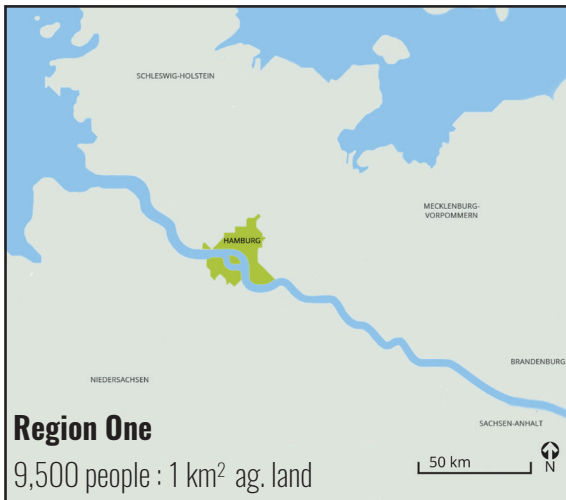 SCHLESWIG-HOLSTEIN
MECKLENBURG-
VORPOMMERN
HAMBURG
BRANDENBURG
NIEDERSACHSEN
SACHSEN-ANHALT
Region One
9,500 people : 1 km² ag. land
50 km
N